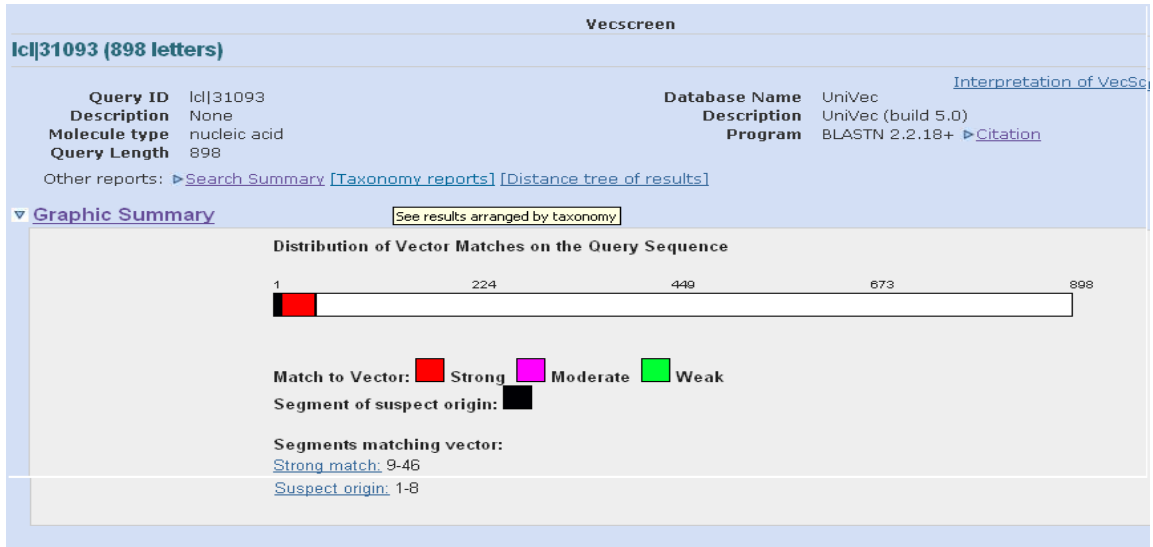 Vecscreen
lcl|31093 (898 letters)
Interpretation of VecSc
Query ID lcl|31093
Description None
Molecule type nucleic acid
Query Length 898
Database Name UniVec
Description UniVec (build 5.0)
Program BLASTN 2.2.18+ ▶Citation
Other reports: ▶Search Summary [Taxonomy reports] [Distance tree of results]
▼ Graphic Summary
See results arranged by taxonomy
Distribution of Vector Matches on the Query Sequence
1 224 449 673 898
Match to Vector: Strong Moderate Weak
Segment of suspect origin:
Segments matching vector:
Strong match: 9-46
Suspect origin: 1-8